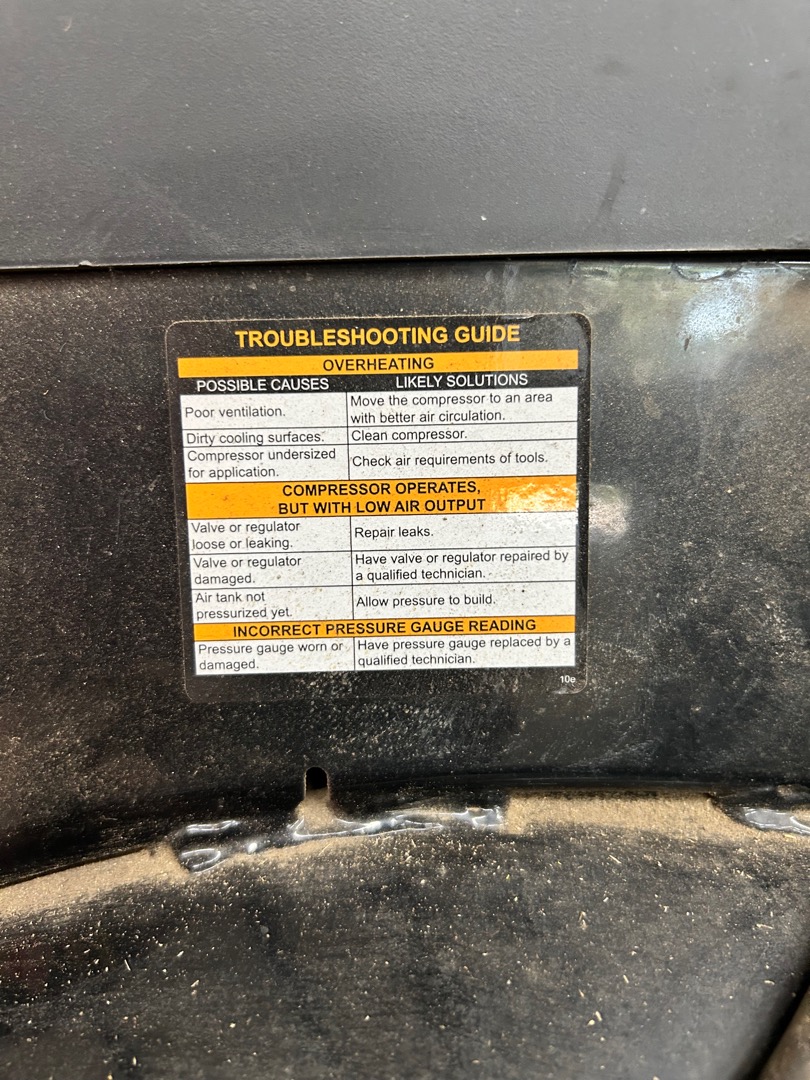 TROUBLESHOOTING GUIDE
OVERHEATING
POSSIBLE CAUSES LIKELY SOLUTIONS
Poor ventilation.
Move the compressor to an area
with better air circulation.
Dirty cooling surfaces.
Clean compressor.
Compressor undersized
for application.
Check air requirements of tools.
COMPRESSOR OPERATES,
BUT WITH LOW AIR OUTPUT
Valve or regulator
loose or leaking.
Repair leaks.
Valve or regulator
damaged.
Have valve or regulator repaired by
a qualified technician.
Air tank not
pressurized yet.
Allow pressure to build.
INCORRECT PRESSURE GAUGE READING
Pressure gauge worn or
damaged.
Have pressure gauge replaced by a
qualified technician.
10e